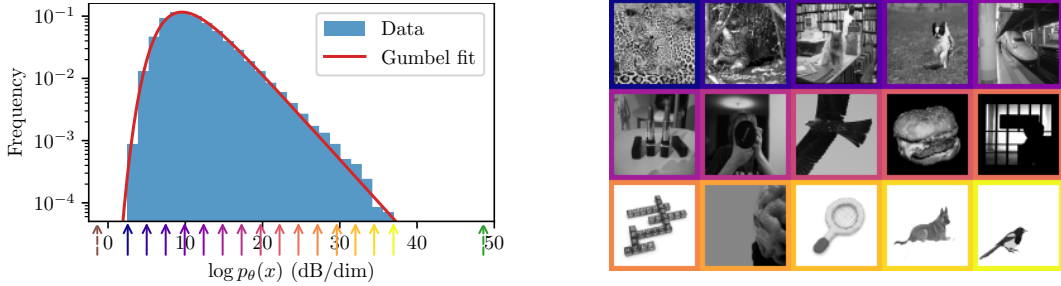 10⁻¹
10⁻²
10⁻³
10⁻⁴
Frequency
Data
Gumbel fit
0 10 20 30 40 50
log p_θ(x) (dB/dim)